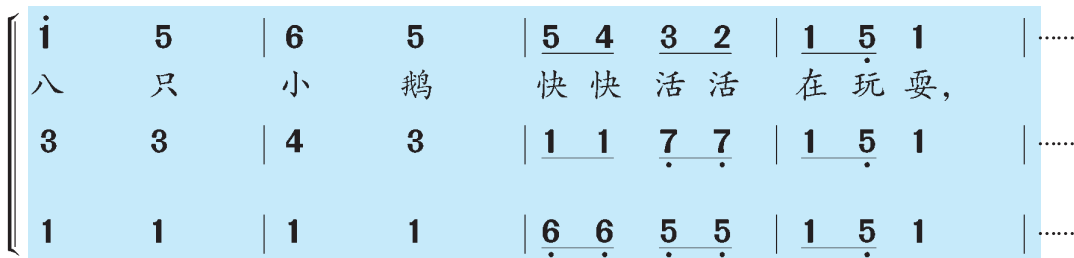 i 5 | 6 5 | 5 4 3 2 | 1 5 1 | ……
八 只 小 鹅 快 快 活 活 在 玩 耍，
3 3 | 4 3 | 1 1 7 7 | 1 5 1 | ……
1 1 | 1 1 | 6 6 5 5 | 1 5 1 | ……